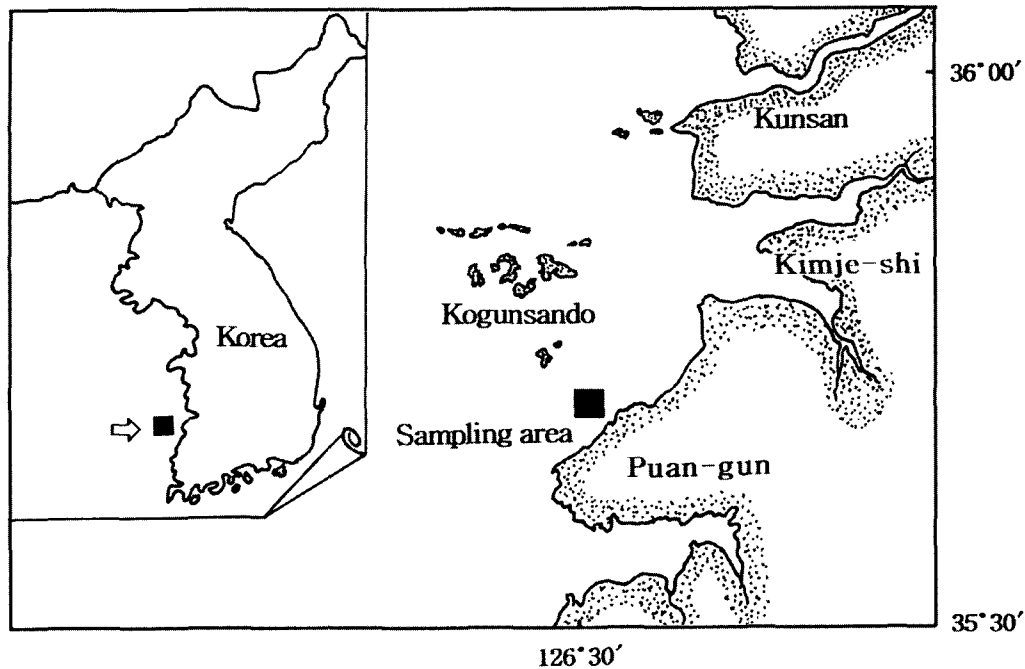 36°00′
Kunsan
Kimje-shi
Kogunsando
Korea
Sampling area
Puan-gun
35°30′
126°30′